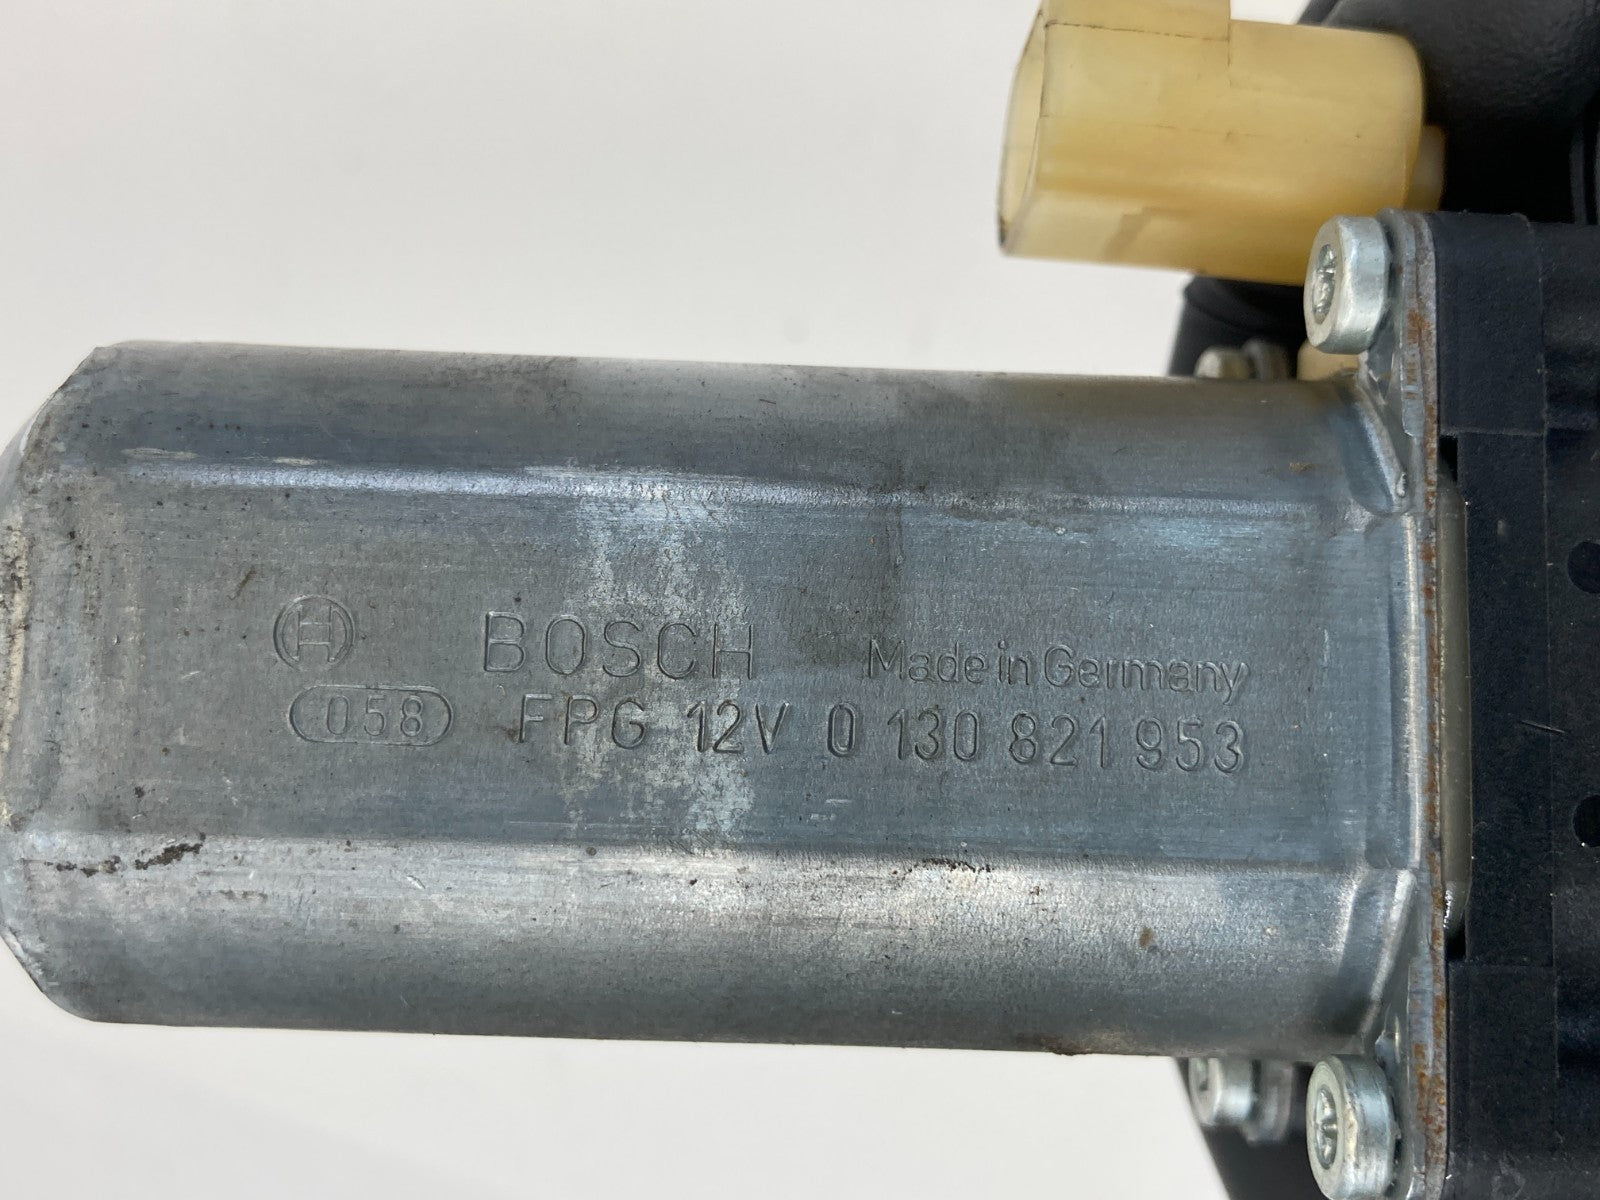 BOSCH Made in Germany
058 FPG 12V 0 130 821 953